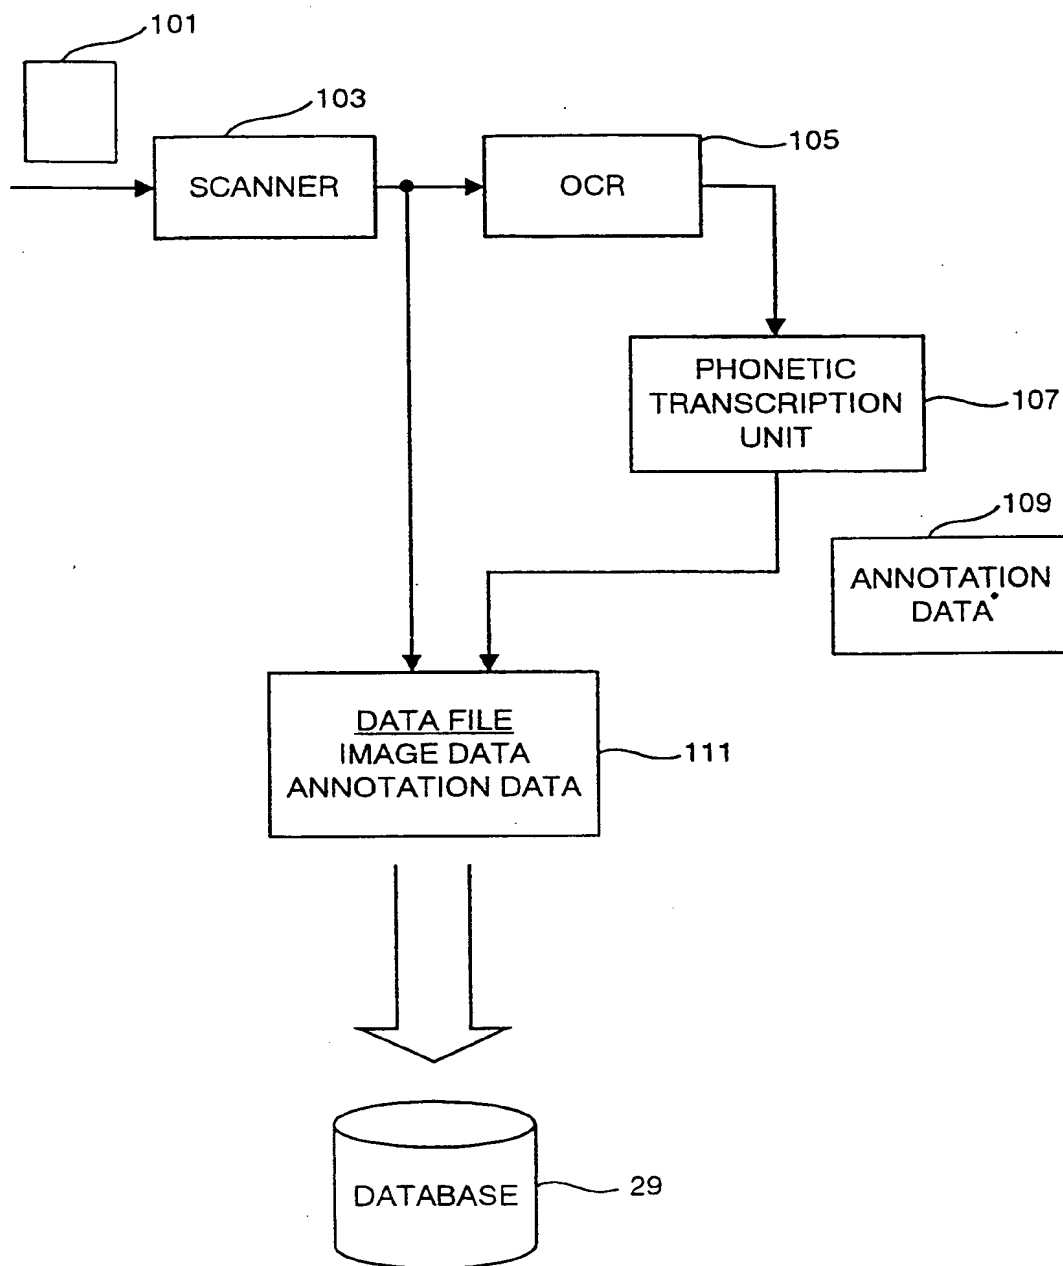 101
103
SCANNER
105
OCR
PHONETIC
TRANSCRIPTION
UNIT
107
109
ANNOTATION
DATA
DATA FILE
IMAGE DATA
ANNOTATION DATA
111
DATABASE
29